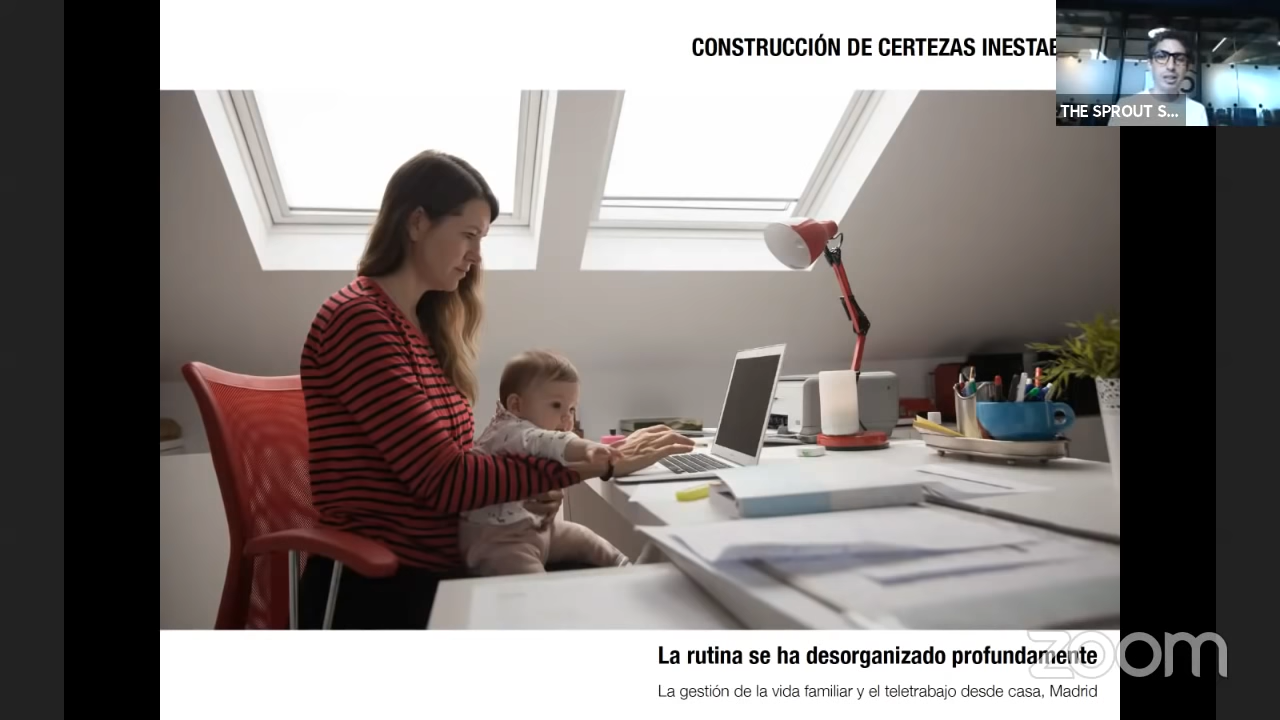 CONSTRUCCIÓN DE CERTEZAS
THE SPROUT S...
La rutina se ha desorganizado profundamente
La gestión de la vida familiar y el teletrabajo desde casa, Madrid
zoom